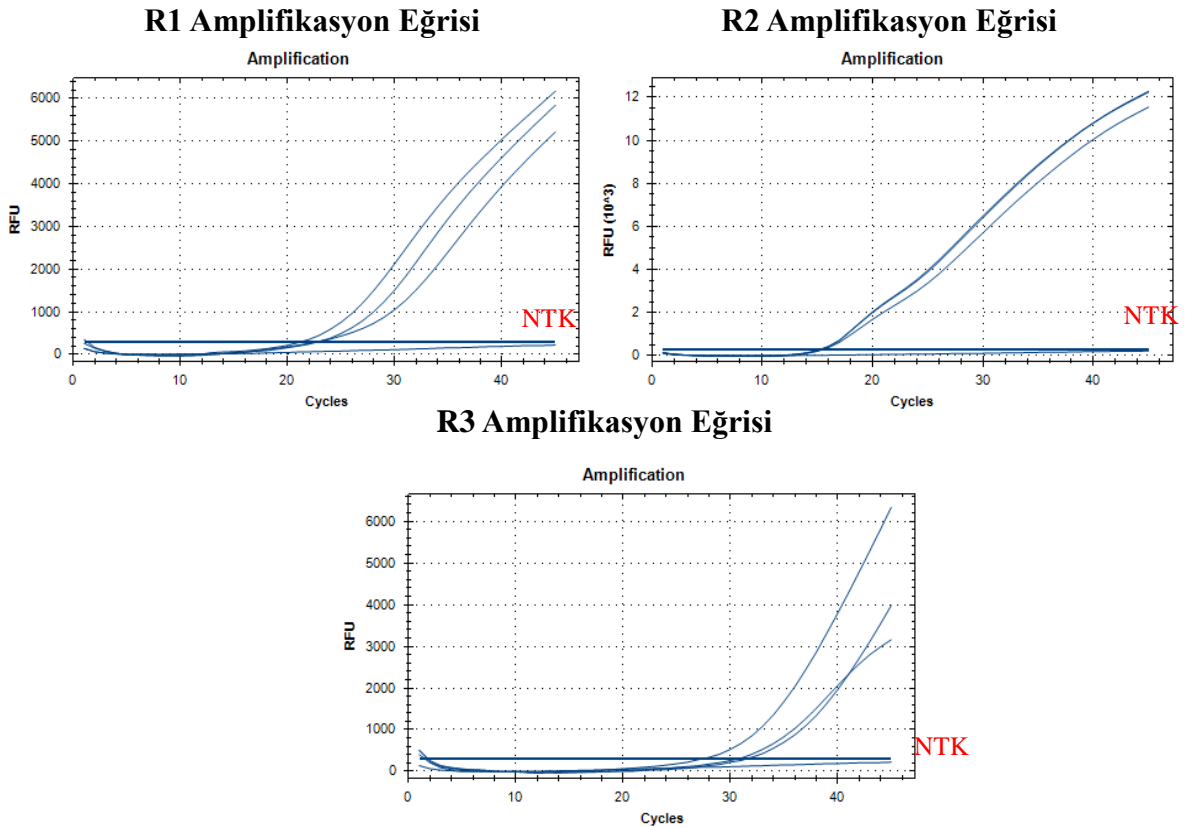 R1 Amplifikasyon Eğrisi
Amplification
6000
5000
4000
3000
2000
1000
0
RFU
NTK
0 10 20 30 40
Cycles
R2 Amplifikasyon Eğrisi
Amplification
12
10
8
6
4
2
0
RFU (10^3)
NTK
0 10 20 30 40
Cycles
R3 Amplifikasyon Eğrisi
Amplification
6000
5000
4000
3000
2000
1000
0
RFU
NTK
0 10 20 30 40
Cycles